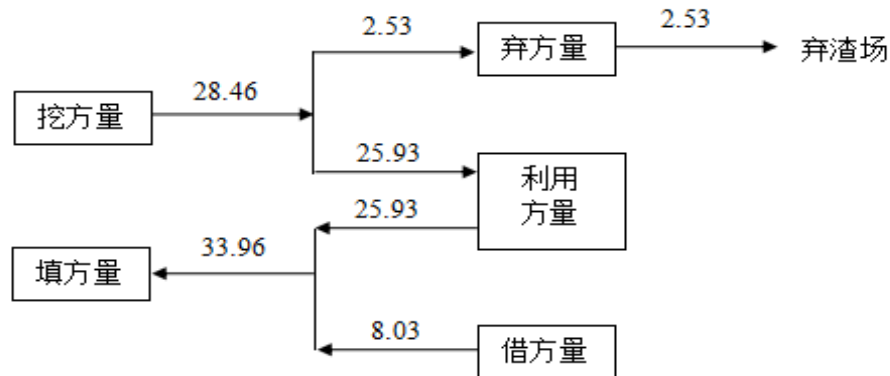 2.53
弃方量
2.53
弃渣场
挖方量
28.46
25.93
利用
方量
25.93
填方量
33.96
8.03
借方量